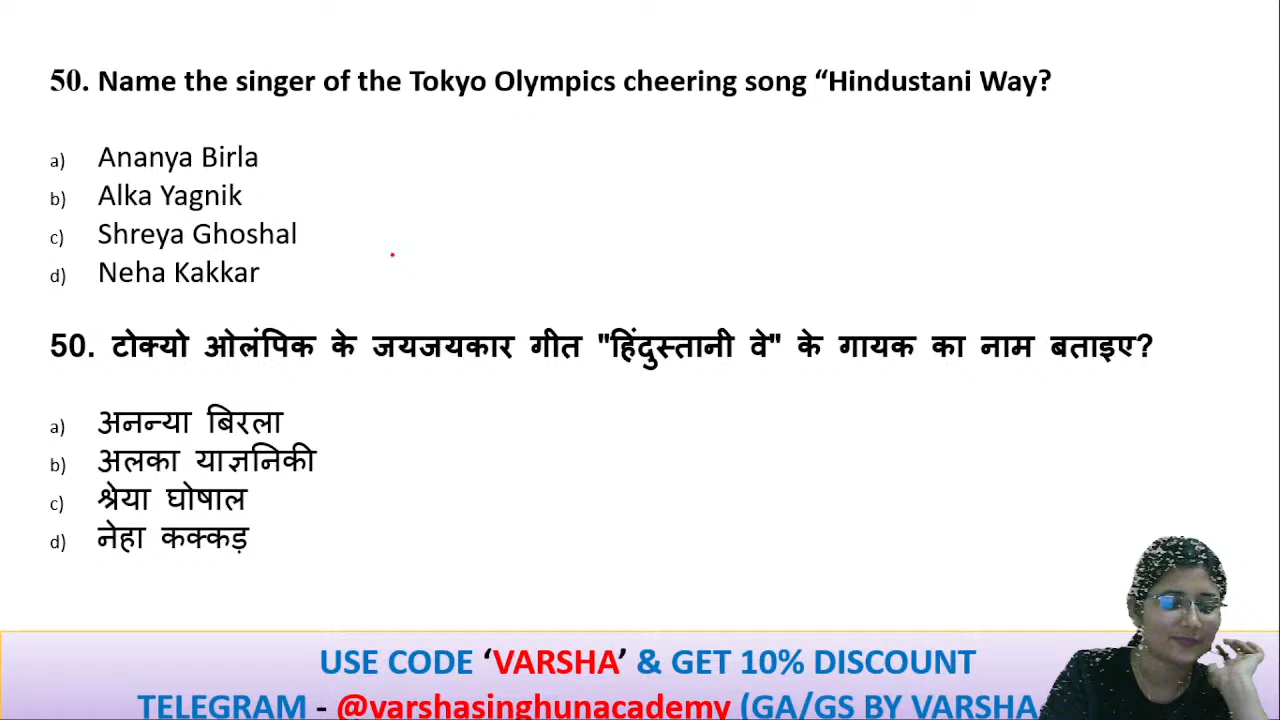 50. Name the singer of the Tokyo Olympics cheering song “Hindustani Way?
a) Ananya Birla
b) Alka Yagnik
c) Shreya Ghoshal
d) Neha Kakkar
50. टोक्यो ओलंपिक के जयजयकार गीत "हिंदुस्तानी वे" के गायक का नाम बताइए?
a) अनन्या बिरला
b) अलका याज्ञनिकी
c) श्रेया घोषाल
d) नेहा कक्कड़
USE CODE ‘VARSHA’ & GET 10% DISCOUNT
TELEGRAM - @varshasinghunacademy (GA/GS BY VARSHA